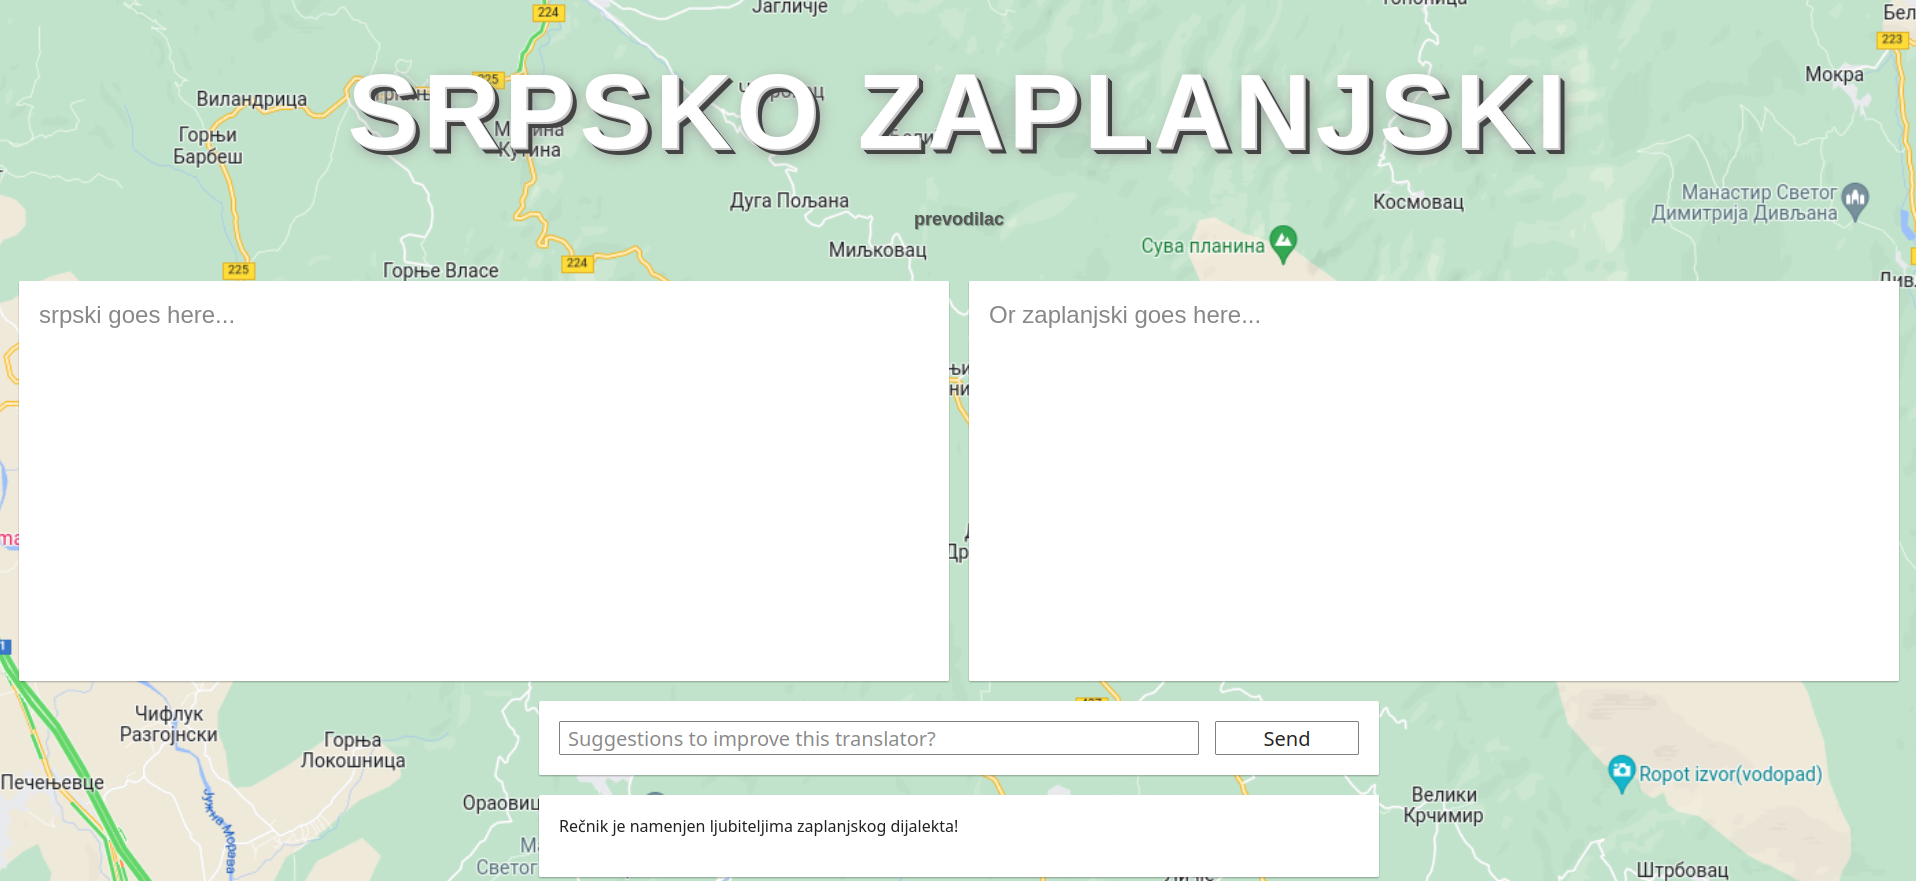 Јагличје
224
Бел
223
Мокра
225
Виландрица
SRPSKO ZAPLANJSKI
Горњи
Барбеш
Кутина
Дуга Пољана
Космовац
Манастир Светог
Димитрија Дивљана
prevodilac
Миљковац
Сува планина
225
Горње Власе
224
srpski goes here...
Or zaplanjski goes here...
Чифлук
Разгојнски
Горња
Локошница
Печењевце
Јужна Морава
Suggestions to improve this translator?
Send
Ropot izvor(vodopad)
Велики
Крчимир
Rečnik je namenjen ljubiteljima zaplanjskog dijalekta!
Светог
Штрбовац